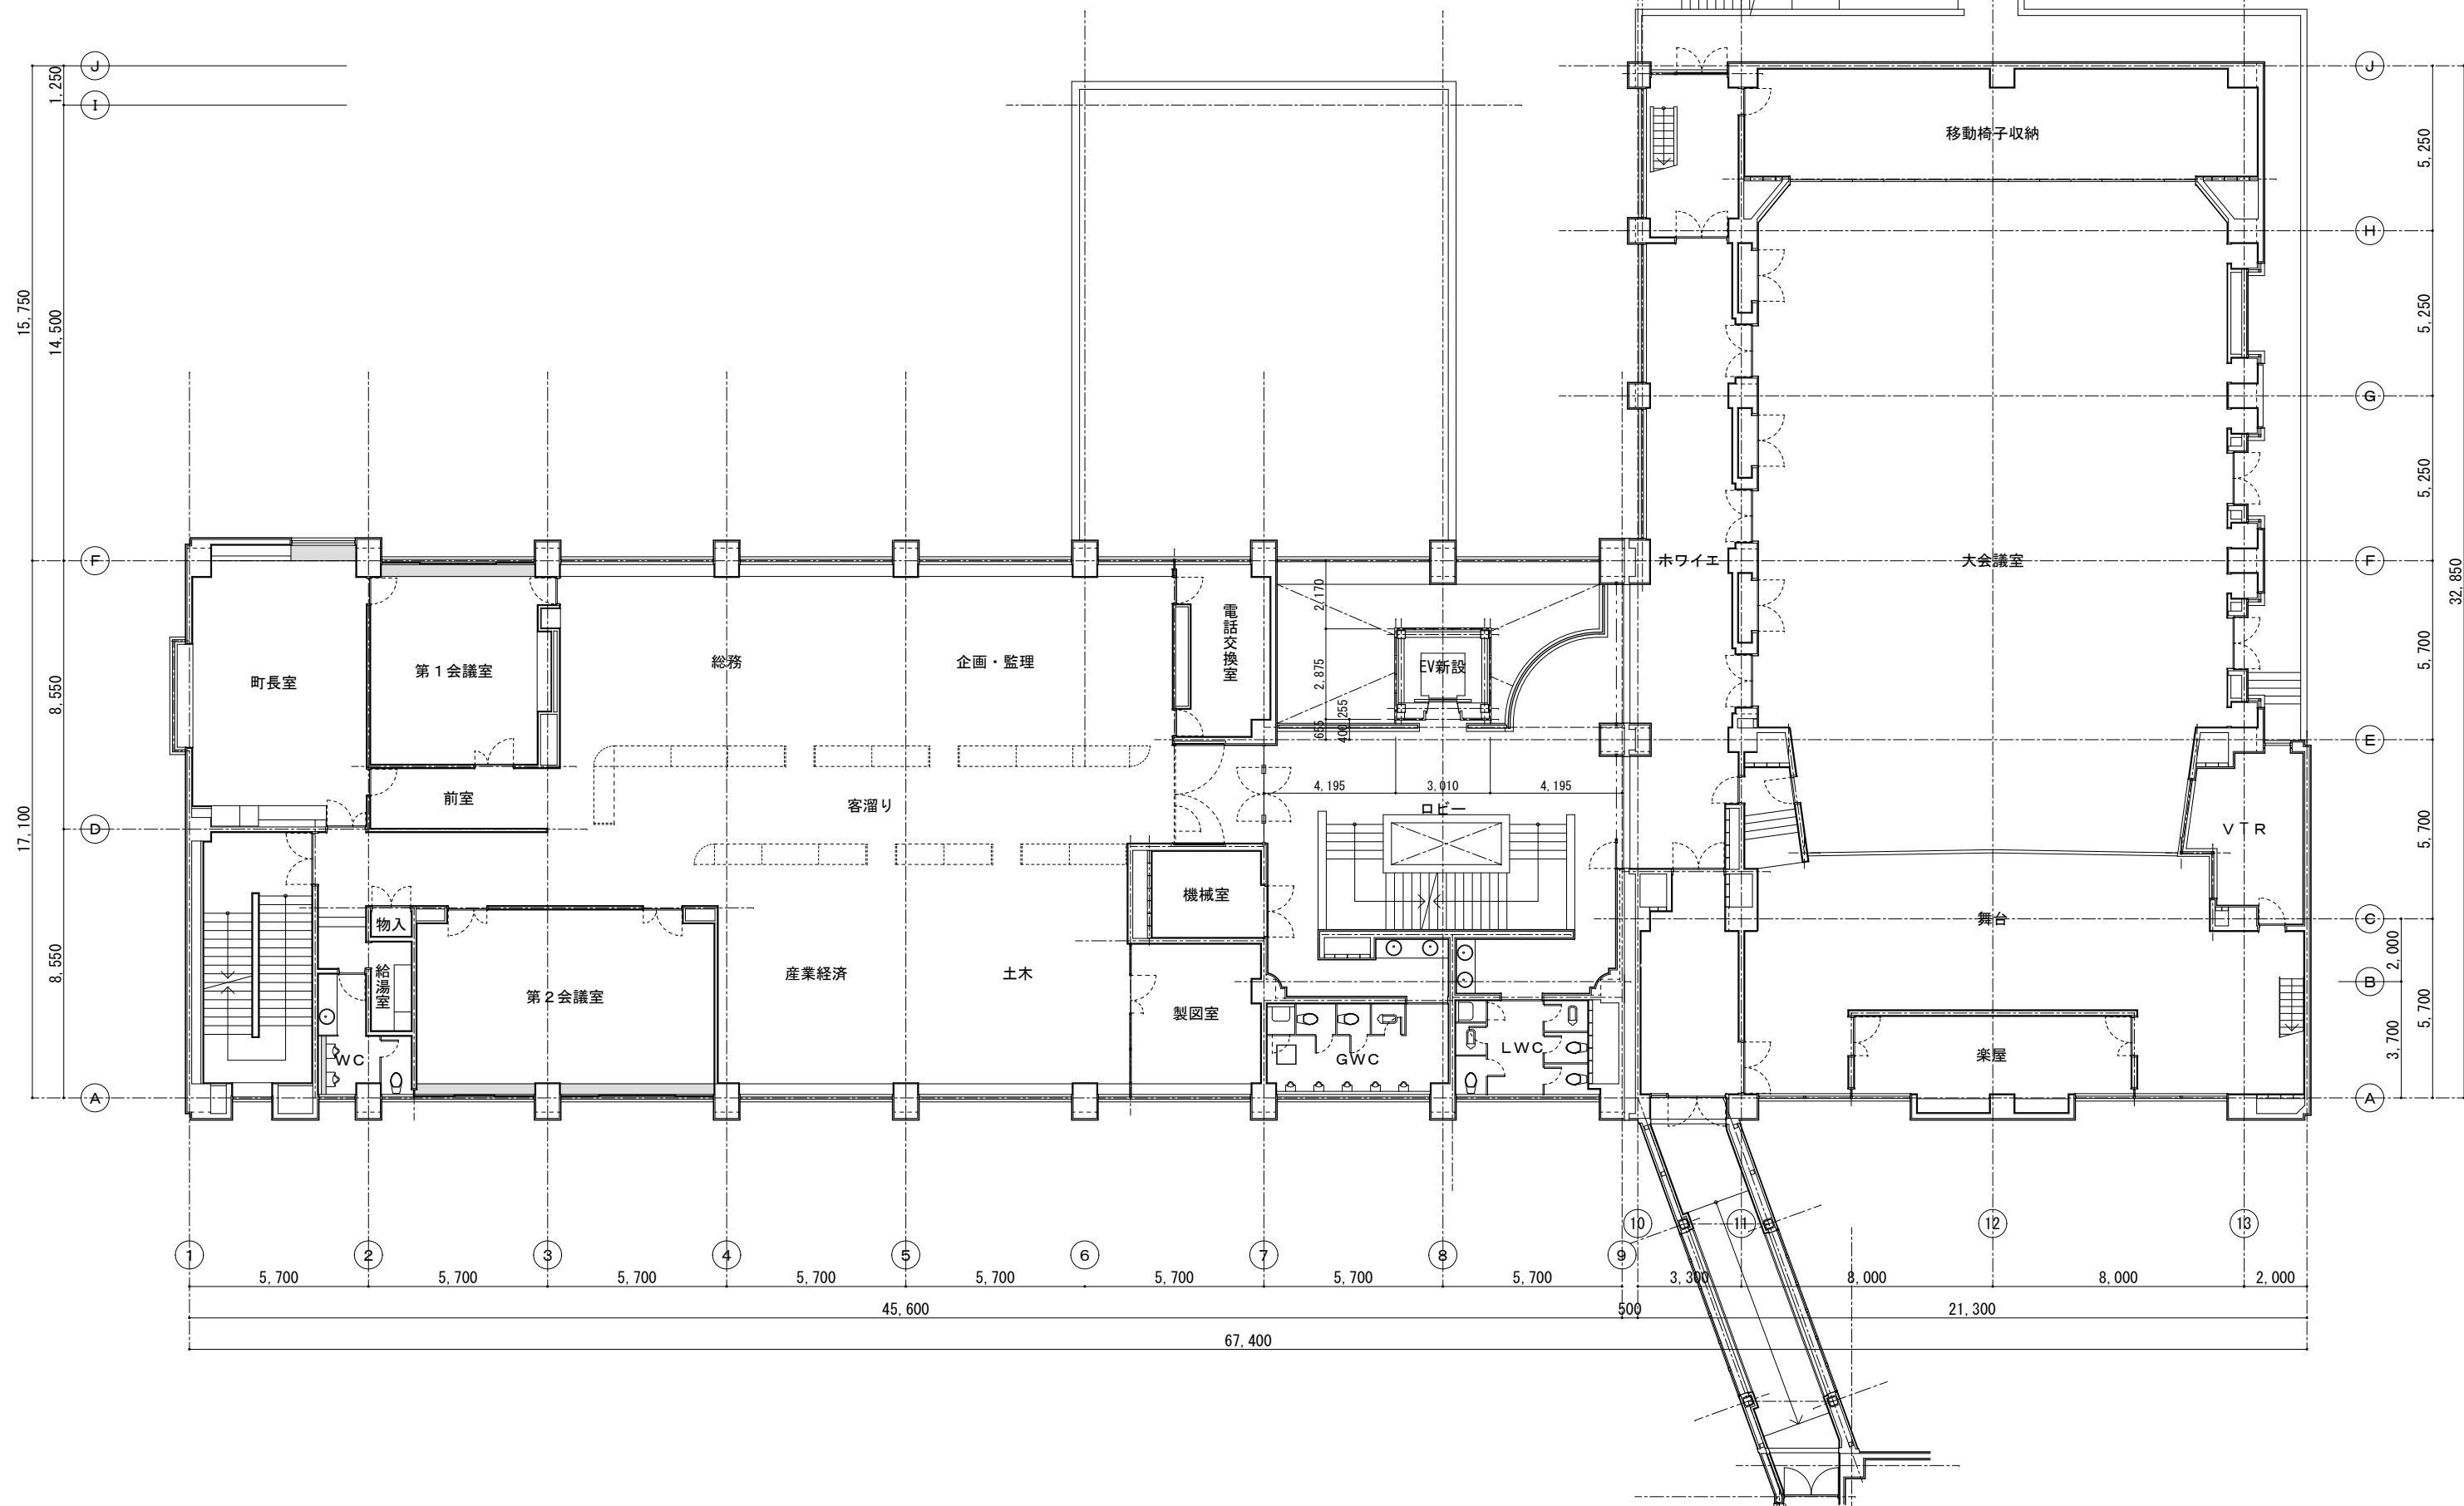 J
J
1,250
I
移動椅子収納
5,250
H
15,750
14,500
5,250
G
G
5,250
F
ホワイエ
大会議室
F
32,850
2,170
電話交換室
総務
企画・監理
第1会議室
EV新設
町長室
5,700
2,875
8,550
255
400
655
E
4,195
3,010
4,195
前室
客溜り
ロビー
D
VTR
5,700
17,100
機械室
物入
舞台
C
産業経済
土木
給湯室
2,000
8,550
B
第2会議室
製図室
5,700
LWC
WC
GWC
楽屋
3,700
A
A
10
11
12
13
1
2
3
4
5
6
7
8
9
5,700
5,700
5,700
5,700
5,700
5,700
5,700
5,700
3,300
8,000
8,000
2,000
45,600
500
21,300
67,400